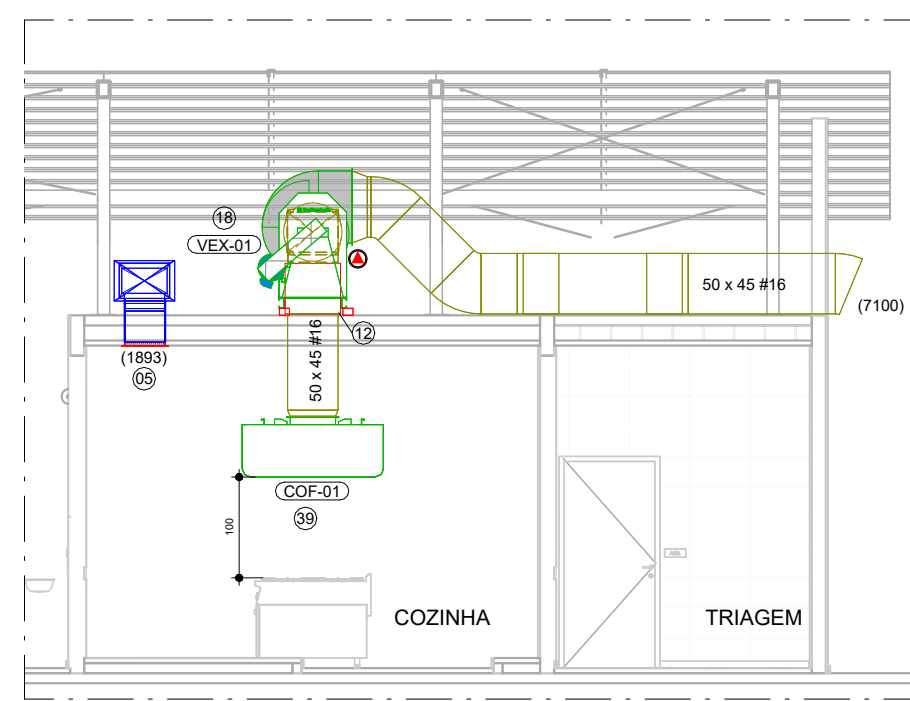 18
VEX-01
50 x 45 #16
(7100)
(1893)
05
12
50 x 45 #16
COF-01
39
100
COZINHA
TRIAGEM